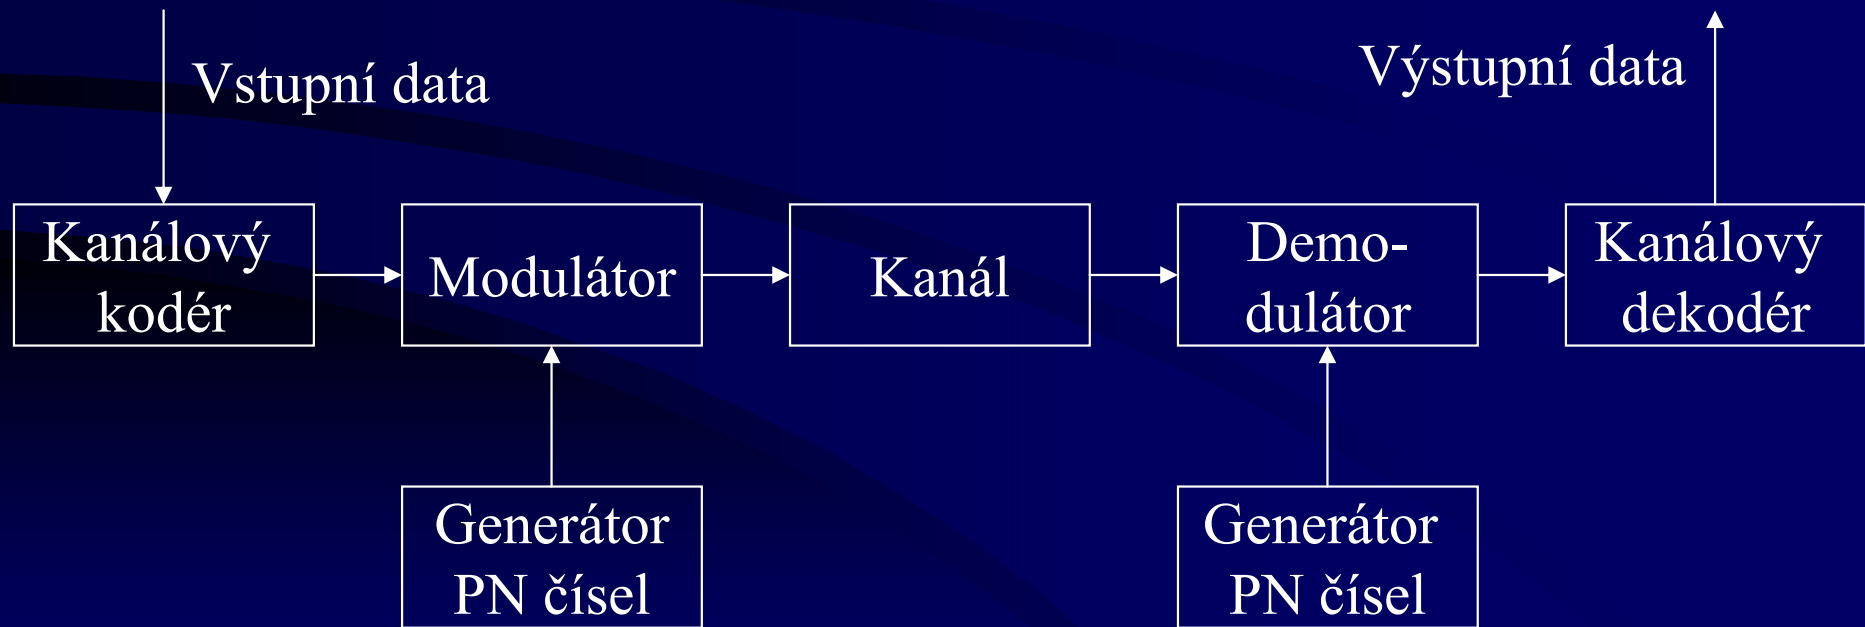 Vstupní data
Výstupní data
Kanálový
kodér
Modulátor
Kanál
Demo-
dulátor
Kanálový
dekodér
Generátor
PN čísel
Generátor
PN čísel